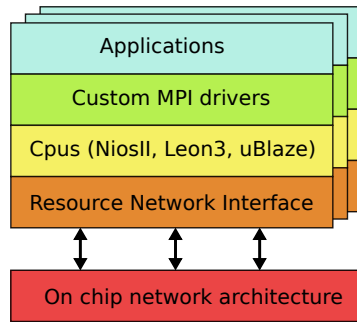 Applications
Custom MPI drivers
Cpus (NiosII, Leon3, uBlaze)
Resource Network Interface
On chip network architecture